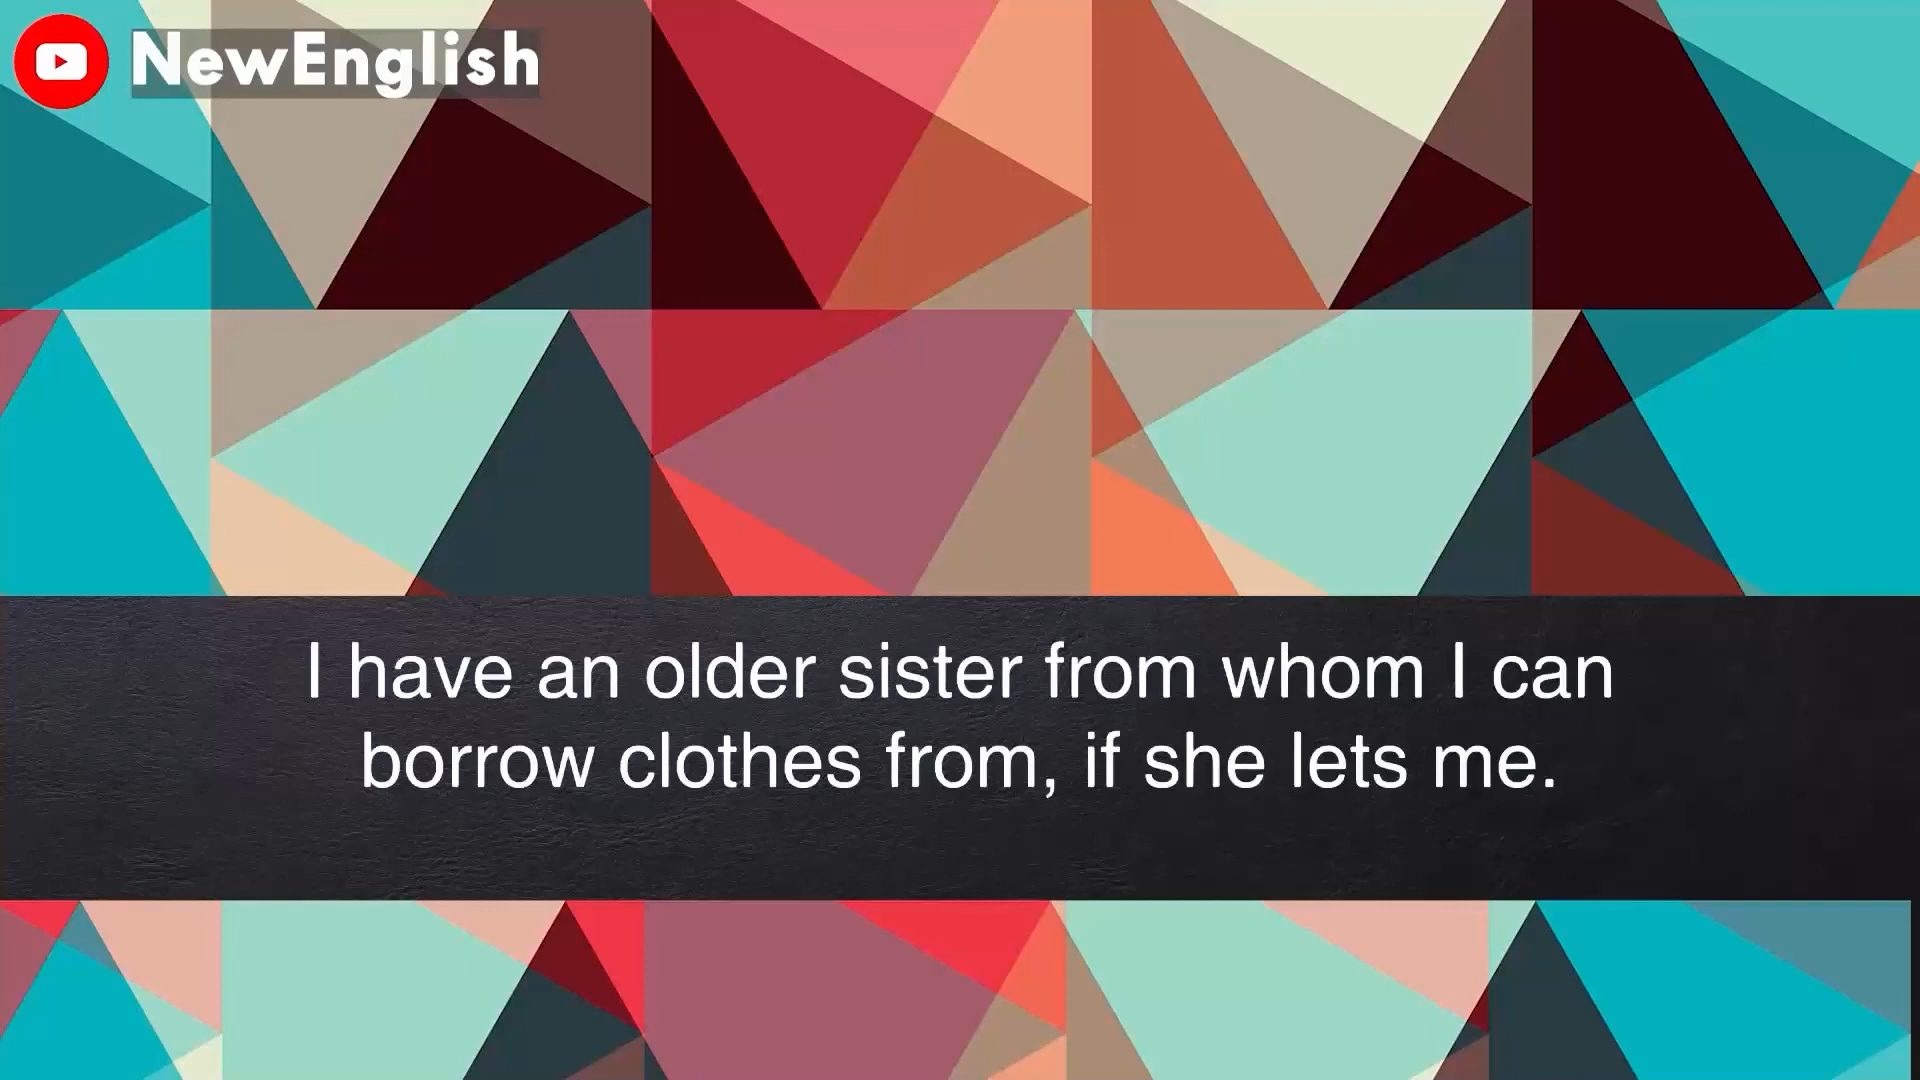 NewEnglish
I have an older sister from whom I can
borrow clothes from, if she lets me.